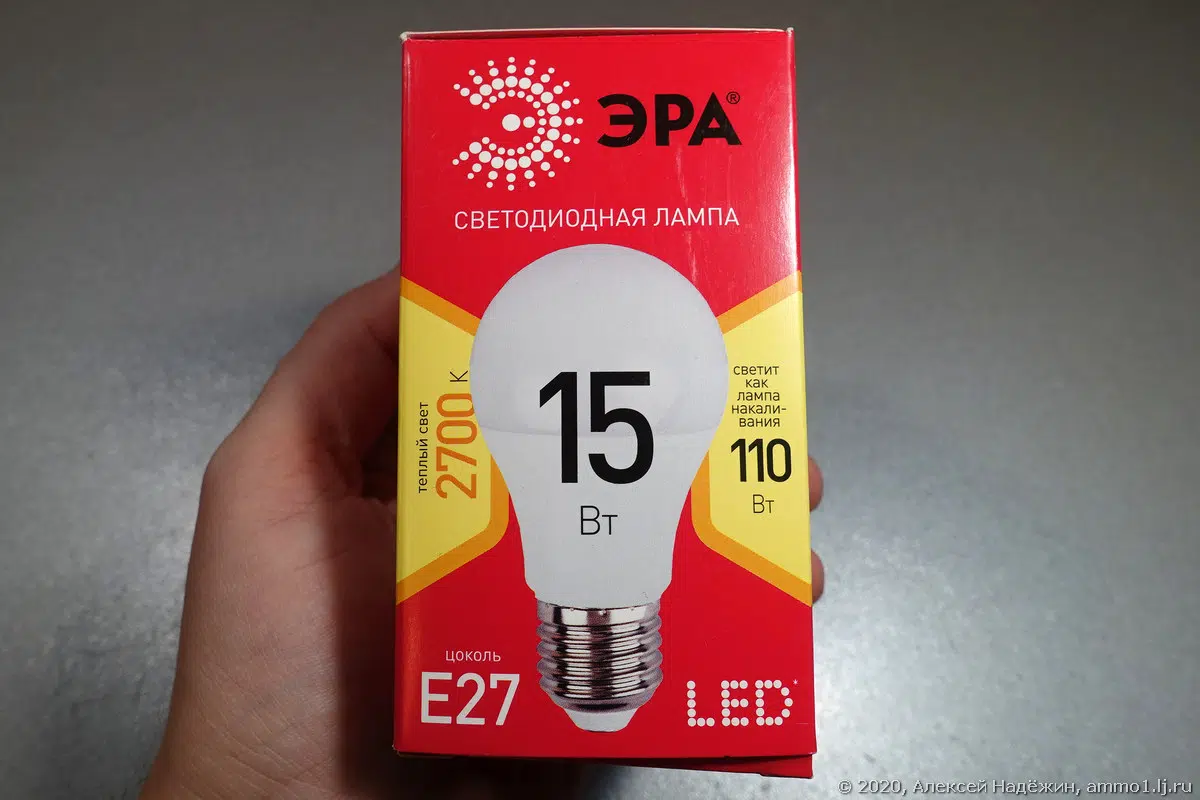 ЭРА®
СВЕТОДИОДНАЯ ЛАМПА
теплый свет
2700 К
15
Вт
светит
как
лампа
накали-
вания
110
Вт
цоколь
E27
LED*
© 2020, Алексей Надёжин, ammo1.lj.ru